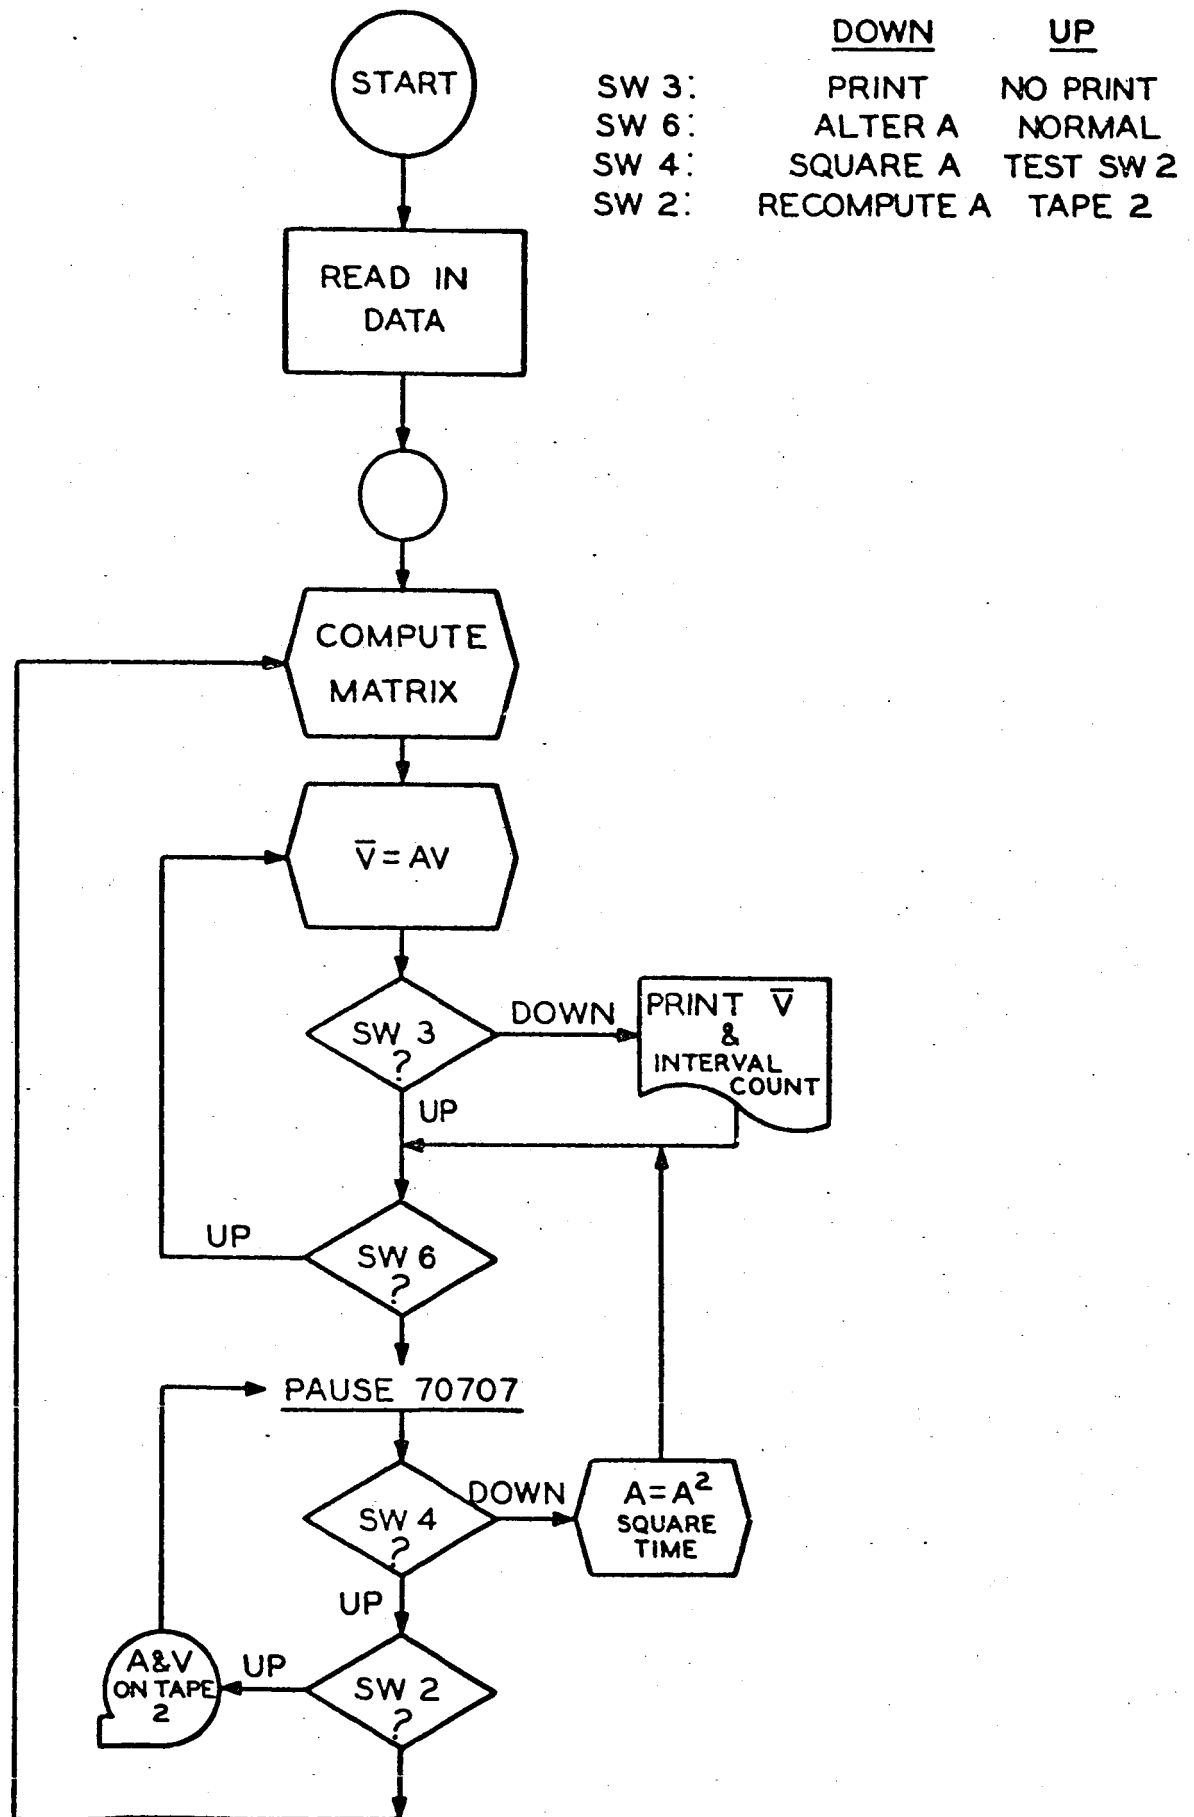 DOWN UP
SW 3: PRINT NO PRINT
SW 6: ALTER A NORMAL
SW 4: SQUARE A TEST SW 2
SW 2: RECOMPUTE A TAPE 2
START
READ IN
DATA
COMPUTE
MATRIX
V̅ = AV
SW 3
?
DOWN
PRINT V̅
&
INTERVAL
COUNT
UP
SW 6
?
UP
PAUSE 70707
SW 4
?
DOWN
A=A²
SQUARE
TIME
UP
SW 2
?
UP
A&V
ON TAPE
2